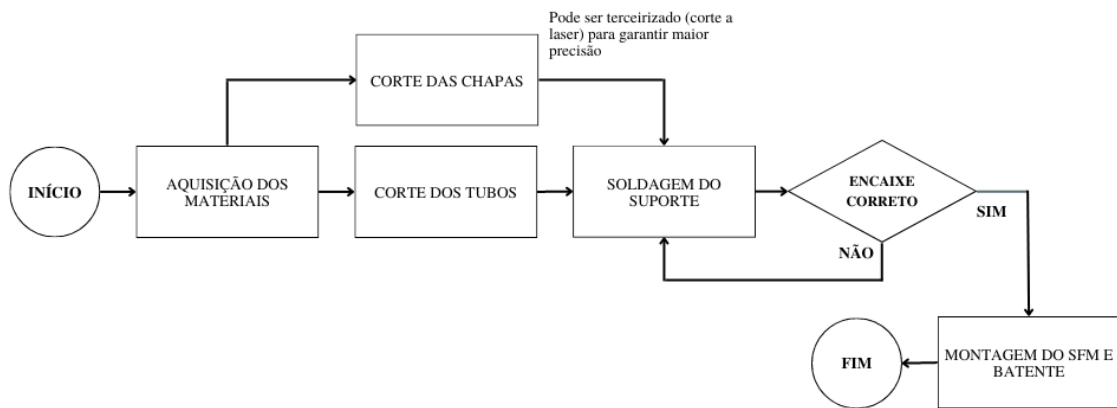 Pode ser terceirizado (corte a
laser) para garantir maior
precisão
CORTE DAS CHAPAS
INÍCIO
AQUISIÇÃO DOS
MATERIAIS
CORTE DOS TUBOS
SOLDAGEM DO
SUPORTE
ENCAIXE
CORRETO
SIM
NÃO
FIM
MONTAGEM DO SFM E
BATENTE